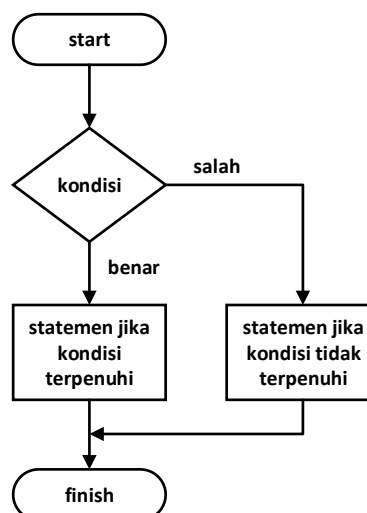 start
kondisi
salah
benar
statemen jika
kondisi
terpenuhi
statemen jika
kondisi tidak
terpenuhi
finish